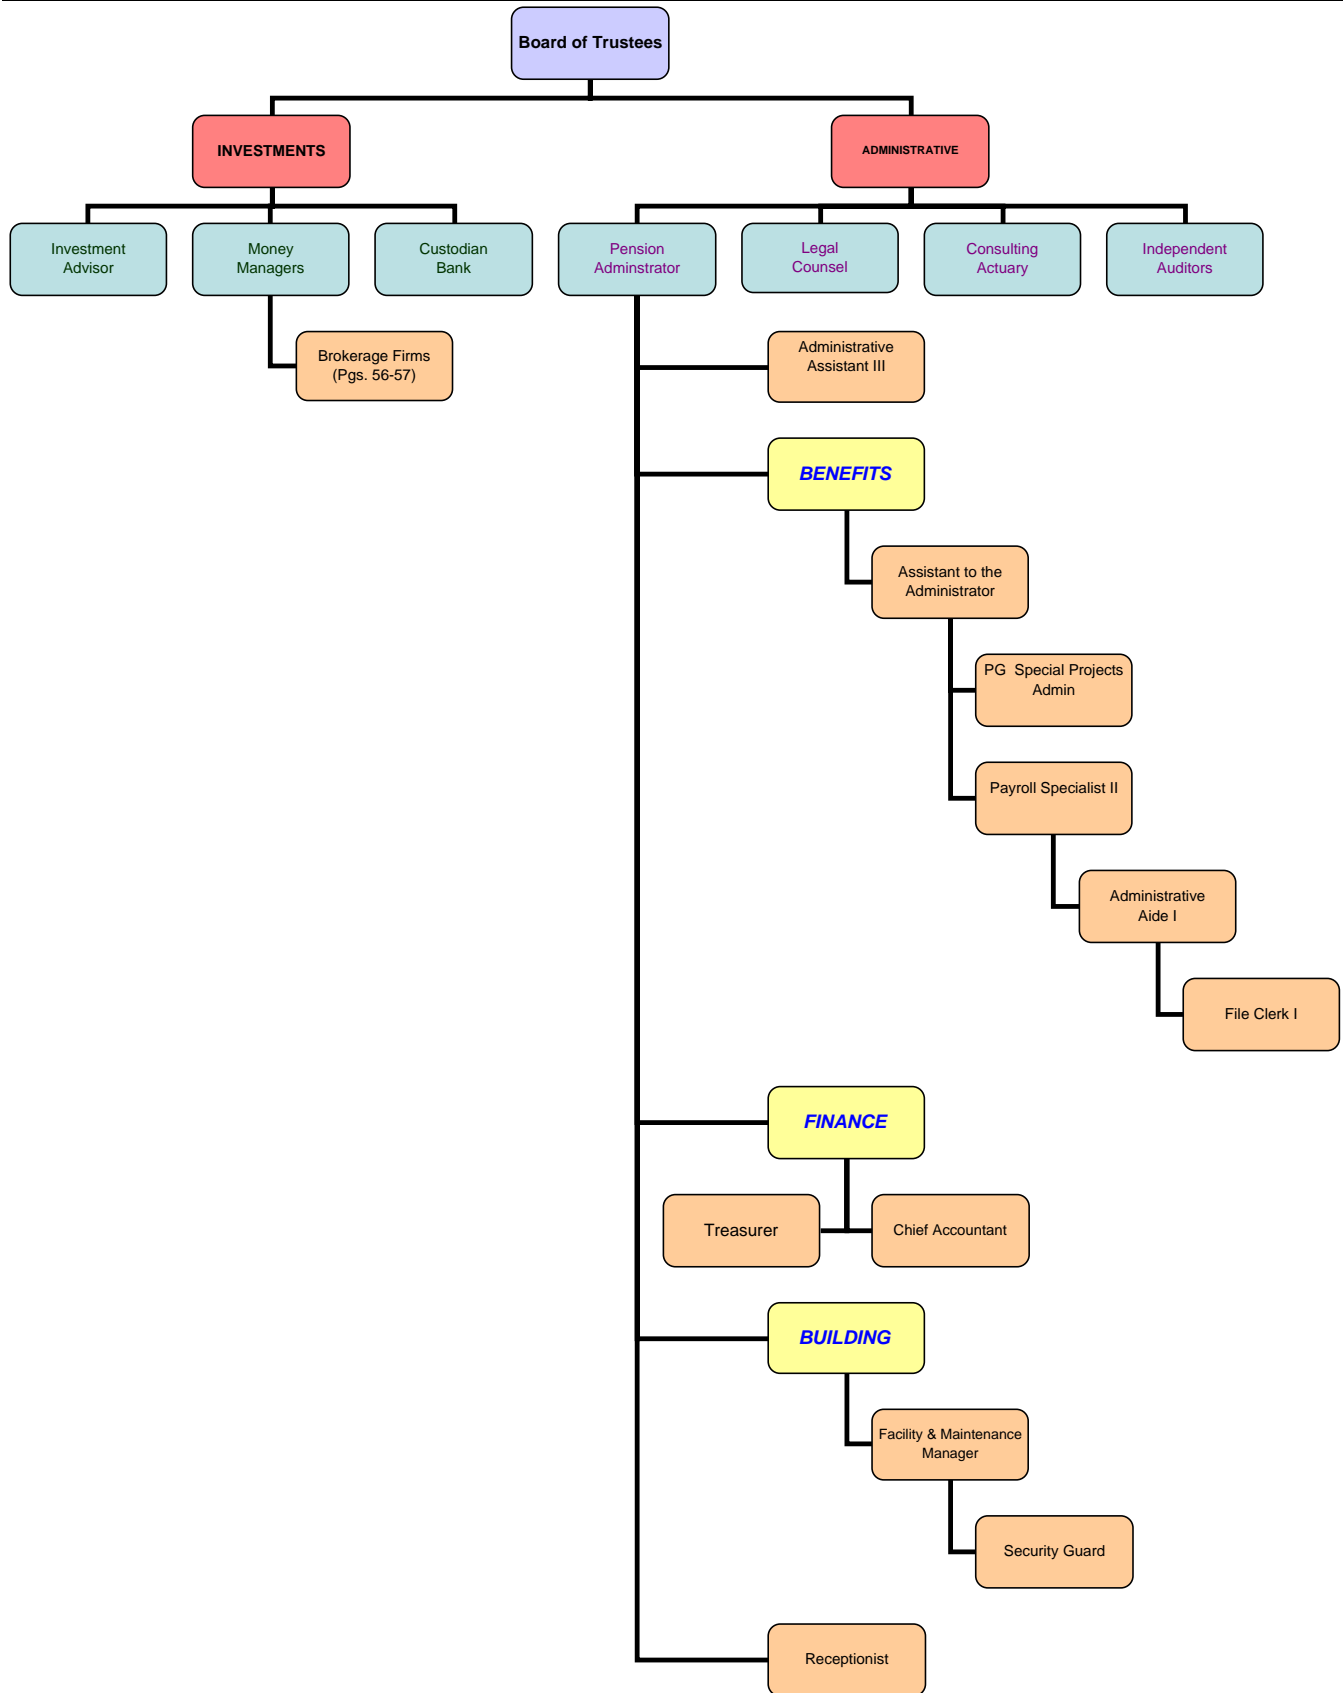 Board of Trustees
INVESTMENTS
ADMINISTRATIVE
Investment
Advisor
Money
Managers
Custodian
Bank
Pension
Adminstrator
Legal
Counsel
Consulting
Actuary
Independent
Auditors
Brokerage Firms
(Pgs. 56-57)
Administrative
Assistant III
BENEFITS
Assistant to the
Administrator
PG  Special Projects
Admin
Payroll Specialist II
Administrative
Aide I
File Clerk I
FINANCE
Treasurer
Chief Accountant
BUILDING
Facility & Maintenance
Manager
Security Guard
Receptionist